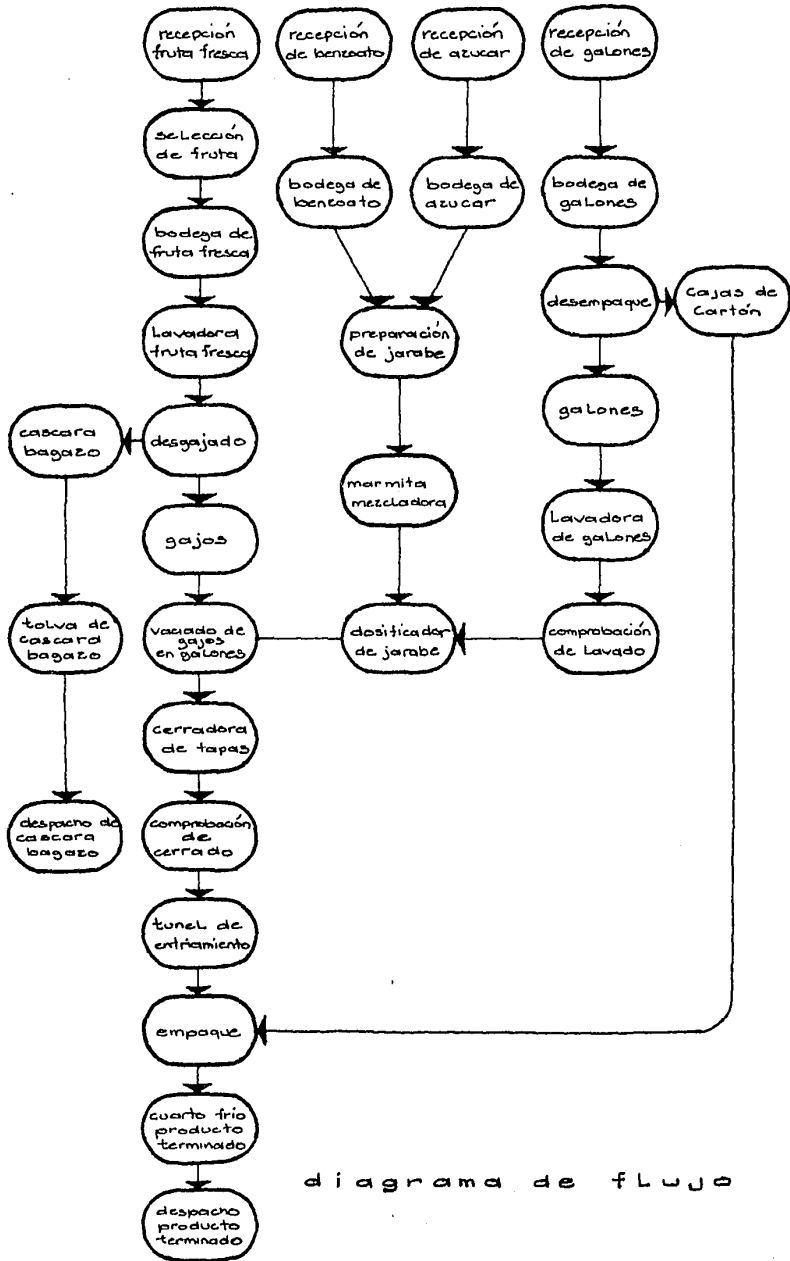 recepción
fruta fresca
recepción
de benzoato
recepción
de azucar
recepción
de galones
selección
de fruta
bodega de
benzoato
bodega de
azucar
bodega de
galones
bodega de
fruta fresca
desempaque
cajas de
cartón
Lavadora
fruta fresca
preparación
de jarabe
galones
cascara
bagazo
desgajado
marmita
mezcladora
gajos
Lavadora
de galones
tolva de
cascara
bagazo
vaciado de
gajos
en galones
dosificador
de jarabe
comprobación
de Lavado
cerradora
de tapas
despacho de
cascara
bagazo
comprobación
de
cerrado
tunel de
enfriamiento
empaque
cuarto frío
producto
terminado
despacho
producto
terminado
diagrama de flujo